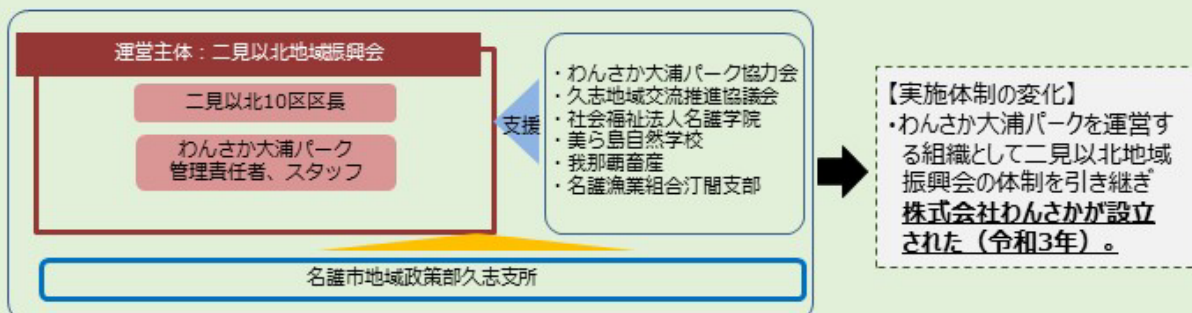 運営主体：二見以北地域振興会
二見以北10区区長
わんさか大浦パーク
管理責任者、スタッフ
支援
・わんさか大浦パーク協力会
・久志地域交流推進協議会
・社会福祉法人名護学院
・美ら島自然学校
・我那覇畜産
・名護漁業組合汀間支部
名護市地域政策部久志支所
【実施体制の変化】
・わんさか大浦パークを運営す
る組織として二見以北地域
振興会の体制を引き継ぎ
株式会社わんさかが設立
された（令和3年）。